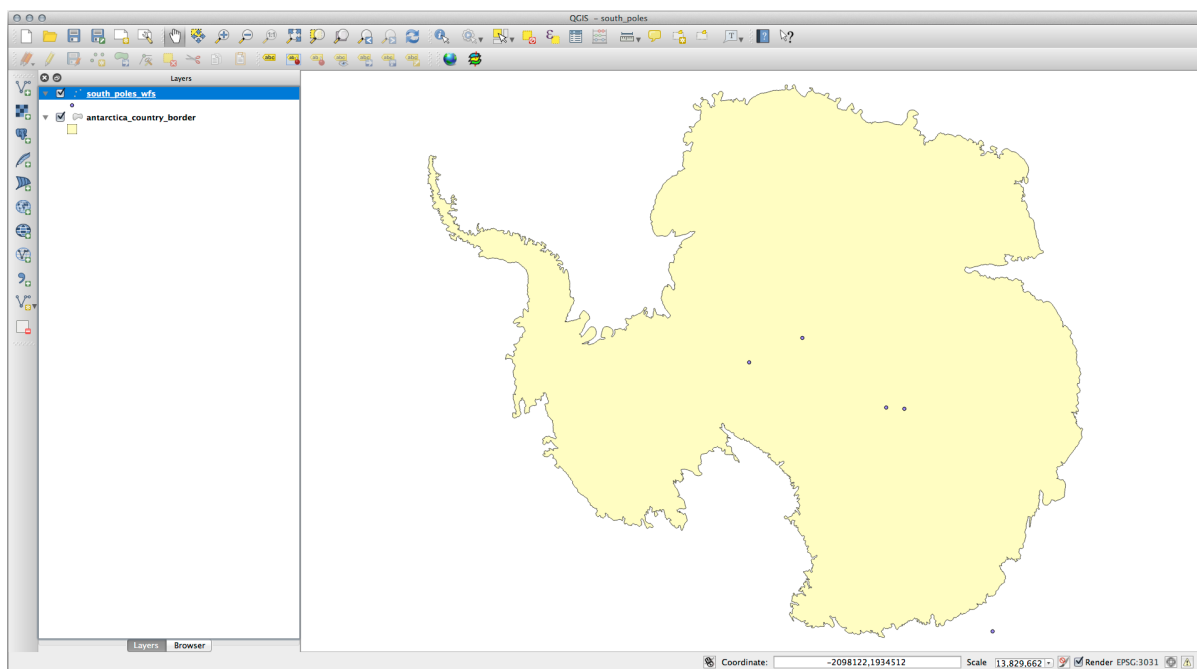 QGIS - south_poles
Layers
south_poles_wfs
antarctica_country_border
Layers Browser
Coordinate: -2098122,1934512 Scale 13,829,662 Render EPSG:3031